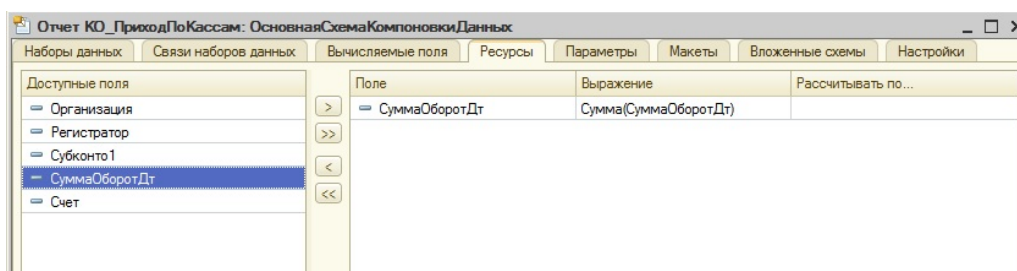 Отчет КО_ПриходПоКассам: ОсновнаяСхемаКомпоновкиДанных
Наборы данных Связи наборов данных Вычисляемые поля Ресурсы Параметры Макеты Вложенные схемы Настройки
Доступные поля Поле Выражение Рассчитывать по...
Организация > СуммаОборотДт Сумма(СуммаОборотДт)
Регистратор >>
Субконто1 <
СуммаОборотДт <<
Счет